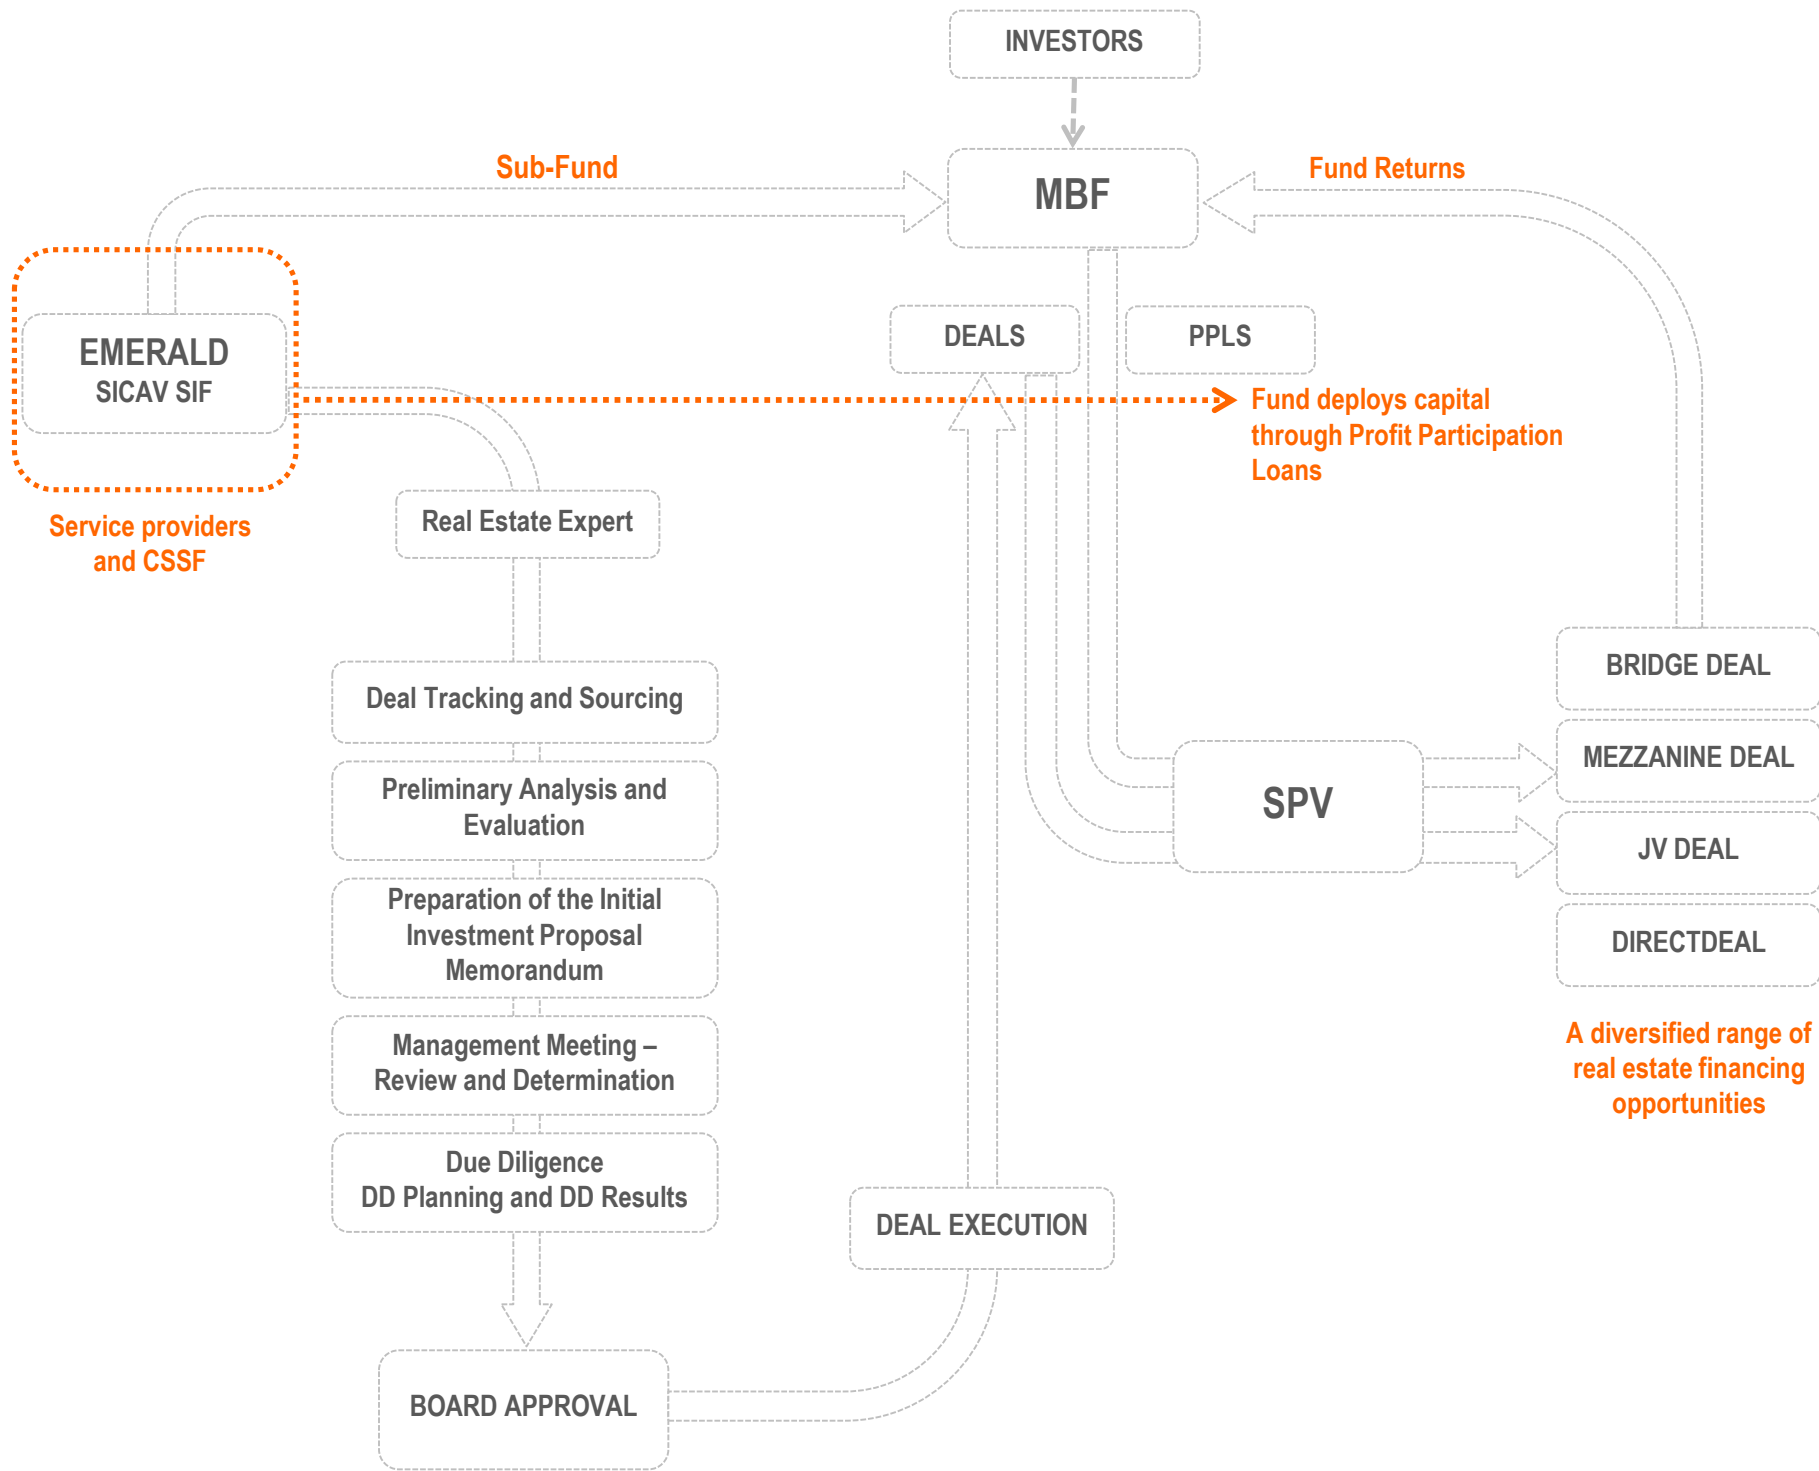 INVESTORS
Sub-Fund
MBF
Fund Returns
DEALS
PPLS
EMERALD
SICAV SIF
Fund deploys capital
through Profit Participation
Loans
Service providers
and CSSF
Real Estate Expert
Deal Tracking and Sourcing
Preliminary Analysis and
Evaluation
Preparation of the Initial
Investment Proposal
Memorandum
Management Meeting –
Review and Determination
Due Diligence
DD Planning and DD Results
BOARD APPROVAL
DEAL EXECUTION
SPV
BRIDGE DEAL
MEZZANINE DEAL
JV DEAL
DIRECTDEAL
A diversified range of
real estate financing
opportunities